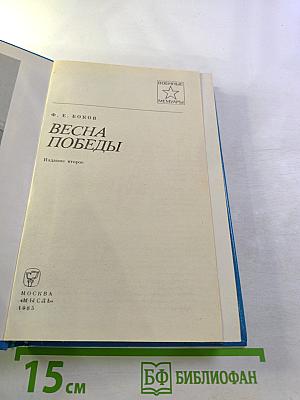 ВОЕННЫЕ
МЕМУАРЫ
Ф. Е. БОКОВ
ВЕСНА
ПОБЕДЫ
Издание второе
МОСКВА
«МЫСЛЬ»
1985
15 см
БФ БИБЛИОФАН